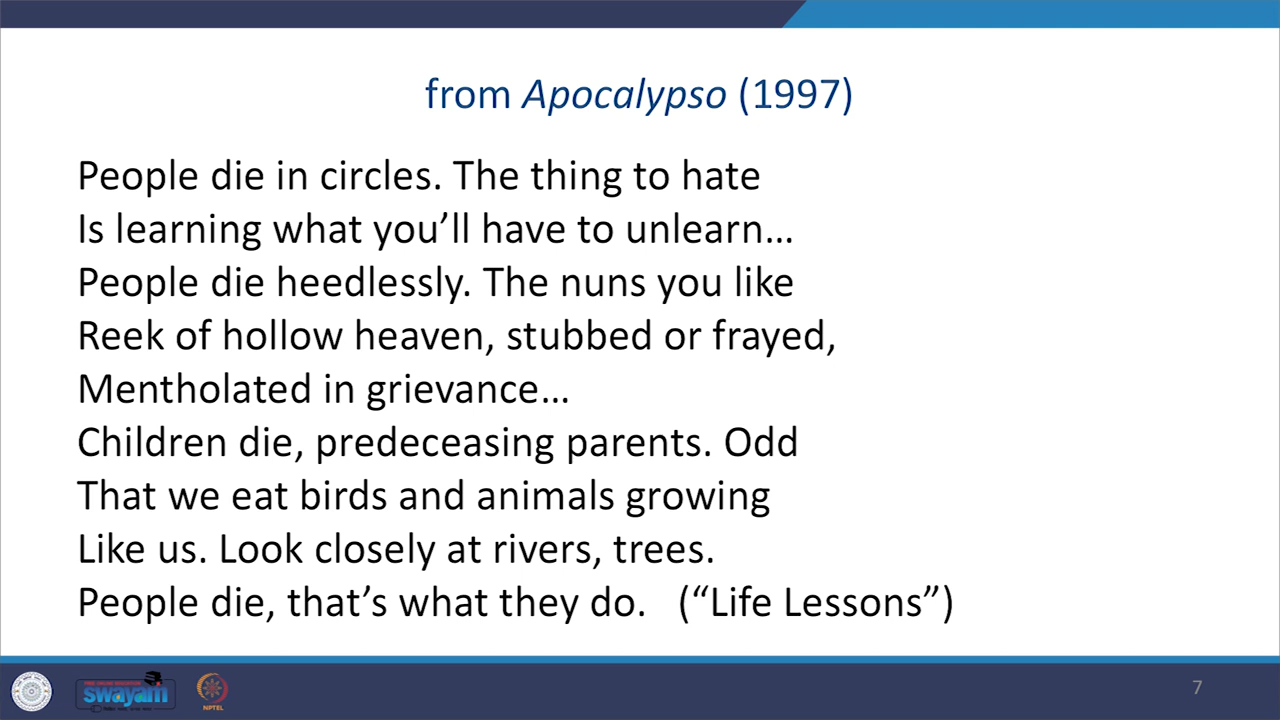 from Apocalypso (1997)
People die in circles. The thing to hate
Is learning what you’ll have to unlearn…
People die heedlessly. The nuns you like
Reek of hollow heaven, stubbed or frayed,
Mentholated in grievance…
Children die, predeceasing parents. Odd
That we eat birds and animals growing
Like us. Look closely at rivers, trees.
People die, that’s what they do. (“Life Lessons”)
swayam
NPTEL
7